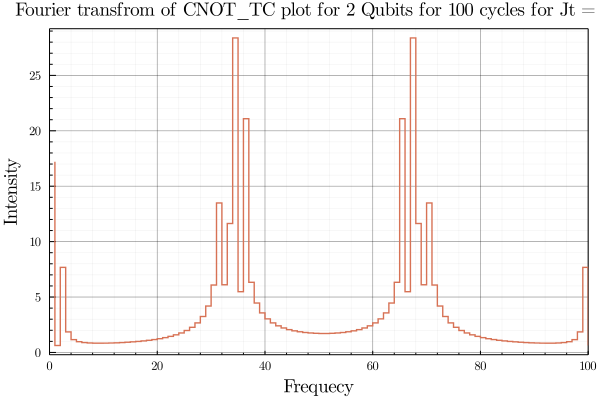 Fourier transfrom of CNOT_TC plot for 2 Qubits for 100 cycles for Jt =
Intensity
25
20
15
10
5
0
0 20 40 60 80 100
Frequecy